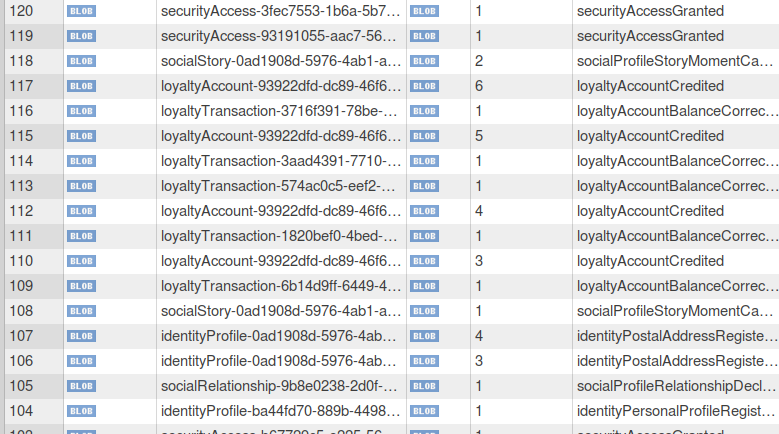 120 BLOB securityAccess-3fec7553-1b6a-5b7... BLOB 1 securityAccessGranted
119 BLOB securityAccess-93191055-aac7-56... BLOB 1 securityAccessGranted
118 BLOB socialStory-0ad1908d-5976-4ab1-a... BLOB 2 socialProfileStoryMomentCa...
117 BLOB loyaltyAccount-93922dfd-dc89-46f6... BLOB 6 loyaltyAccountCredited
116 BLOB loyaltyTransaction-3716f391-78be-... BLOB 1 loyaltyAccountBalanceCorrec...
115 BLOB loyaltyAccount-93922dfd-dc89-46f6... BLOB 5 loyaltyAccountCredited
114 BLOB loyaltyTransaction-3aad4391-7710-... BLOB 1 loyaltyAccountBalanceCorrec...
113 BLOB loyaltyTransaction-574ac0c5-eef2-... BLOB 1 loyaltyAccountBalanceCorrec...
112 BLOB loyaltyAccount-93922dfd-dc89-46f6... BLOB 4 loyaltyAccountCredited
111 BLOB loyaltyTransaction-1820bef0-4bed-... BLOB 1 loyaltyAccountBalanceCorrec...
110 BLOB loyaltyAccount-93922dfd-dc89-46f6... BLOB 3 loyaltyAccountCredited
109 BLOB loyaltyTransaction-6b14d9ff-6449-4... BLOB 1 loyaltyAccountBalanceCorrec...
108 BLOB socialStory-0ad1908d-5976-4ab1-a... BLOB 1 socialProfileStoryMomentCa...
107 BLOB identityProfile-0ad1908d-5976-4ab... BLOB 4 identityPostalAddressRegiste...
106 BLOB identityProfile-0ad1908d-5976-4ab... BLOB 3 identityPostalAddressRegiste...
105 BLOB socialRelationship-9b8e0238-2d0f-... BLOB 1 socialProfileRelationshipDecl...
104 BLOB identityProfile-ba44fd70-889b-4498... BLOB 1 identityPersonalProfileRegist...